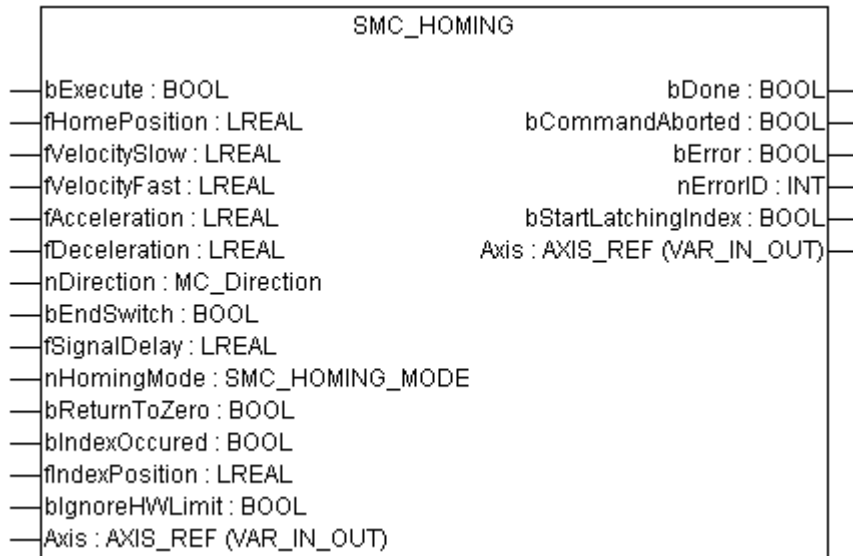 SMC_HOMING
bExecute : BOOL bDone : BOOL
fHomePosition : LREAL bCommandAborted : BOOL
fVelocitySlow : LREAL bError : BOOL
fVelocityFast : LREAL nErrorID : INT
fAcceleration : LREAL bStartLatchingIndex : BOOL
fDeceleration : LREAL Axis : AXIS_REF (VAR_IN_OUT)
nDirection : MC_Direction
bEndSwitch : BOOL
fSignalDelay : LREAL
nHomingMode : SMC_HOMING_MODE
bReturnToZero : BOOL
bIndexOccured : BOOL
fIndexPosition : LREAL
bIgnoreHWLimit : BOOL
Axis : AXIS_REF (VAR_IN_OUT)